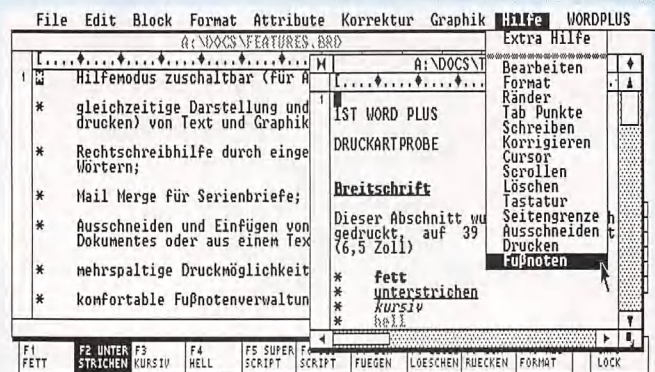 File Edit Block Format Attribute Korrektur Graphik Hilfe WORDPLUS
A:\DOCS\FEATURES.BRD
1 Hilfemodus zuschaltbar (für A
* gleichzeitige Darstellung und
drucken) von Text und Graphik
* Rechtschreibhilfe durch einge
Wörtern;
* Mail Merge für Serienbriefe;
* Ausschneiden und Einfügen von
Dokumentes oder aus einem Tex
* mehrspaltige Druckmöglichkeit
* komfortable Fußnotenverwaltun
A:\DOCS\T
1
1ST WORD PLUS
DRUCKARTPROBE
Breitschrift
Dieser Abschnitt wu
gedruckt, auf 39
(6,5 Zoll)
* fett
* unterstrichen
* kursiv
* hell
Extra Hilfe
Bearbeiten
Format
Ränder
Tab Punkte
Schreiben
Korrigieren
Cursor
Scrollen
Löschen
Tastatur
Seitengrenze
Ausschneiden
Drucken
Fußnoten
h
t
F1 FETT
F2 UNTER STRICHEN
F3 KURSIV
F4 HELL
F5 SUPER SCRIPT
SCRIPT
FUEGEN
LOESCHEN
RUECKEN
FORMAT
LOCK